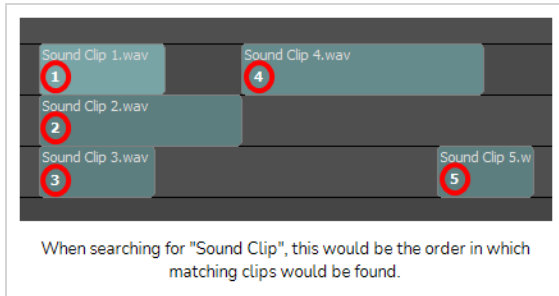 Sound Clip 1.wav
1
Sound Clip 4.wav
4
Sound Clip 2.wav
2
Sound Clip 3.wav
3
Sound Clip 5.w
5
When searching for "Sound Clip", this would be the order in which
matching clips would be found.